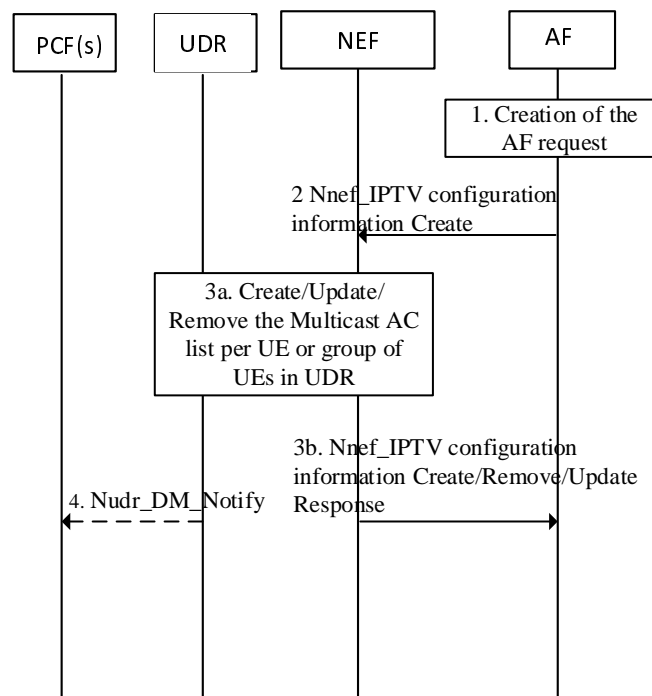 PCF(s)
UDR
NEF
AF
1. Creation of the
AF request
2 Nnef_IPTV configuration
information Create
3a. Create/Update/
Remove the Multicast AC
list per UE or group of
UEs in UDR
3b. Nnef_IPTV configuration
information Create/Remove/Update
Response
4. Nudr_DM_Notify